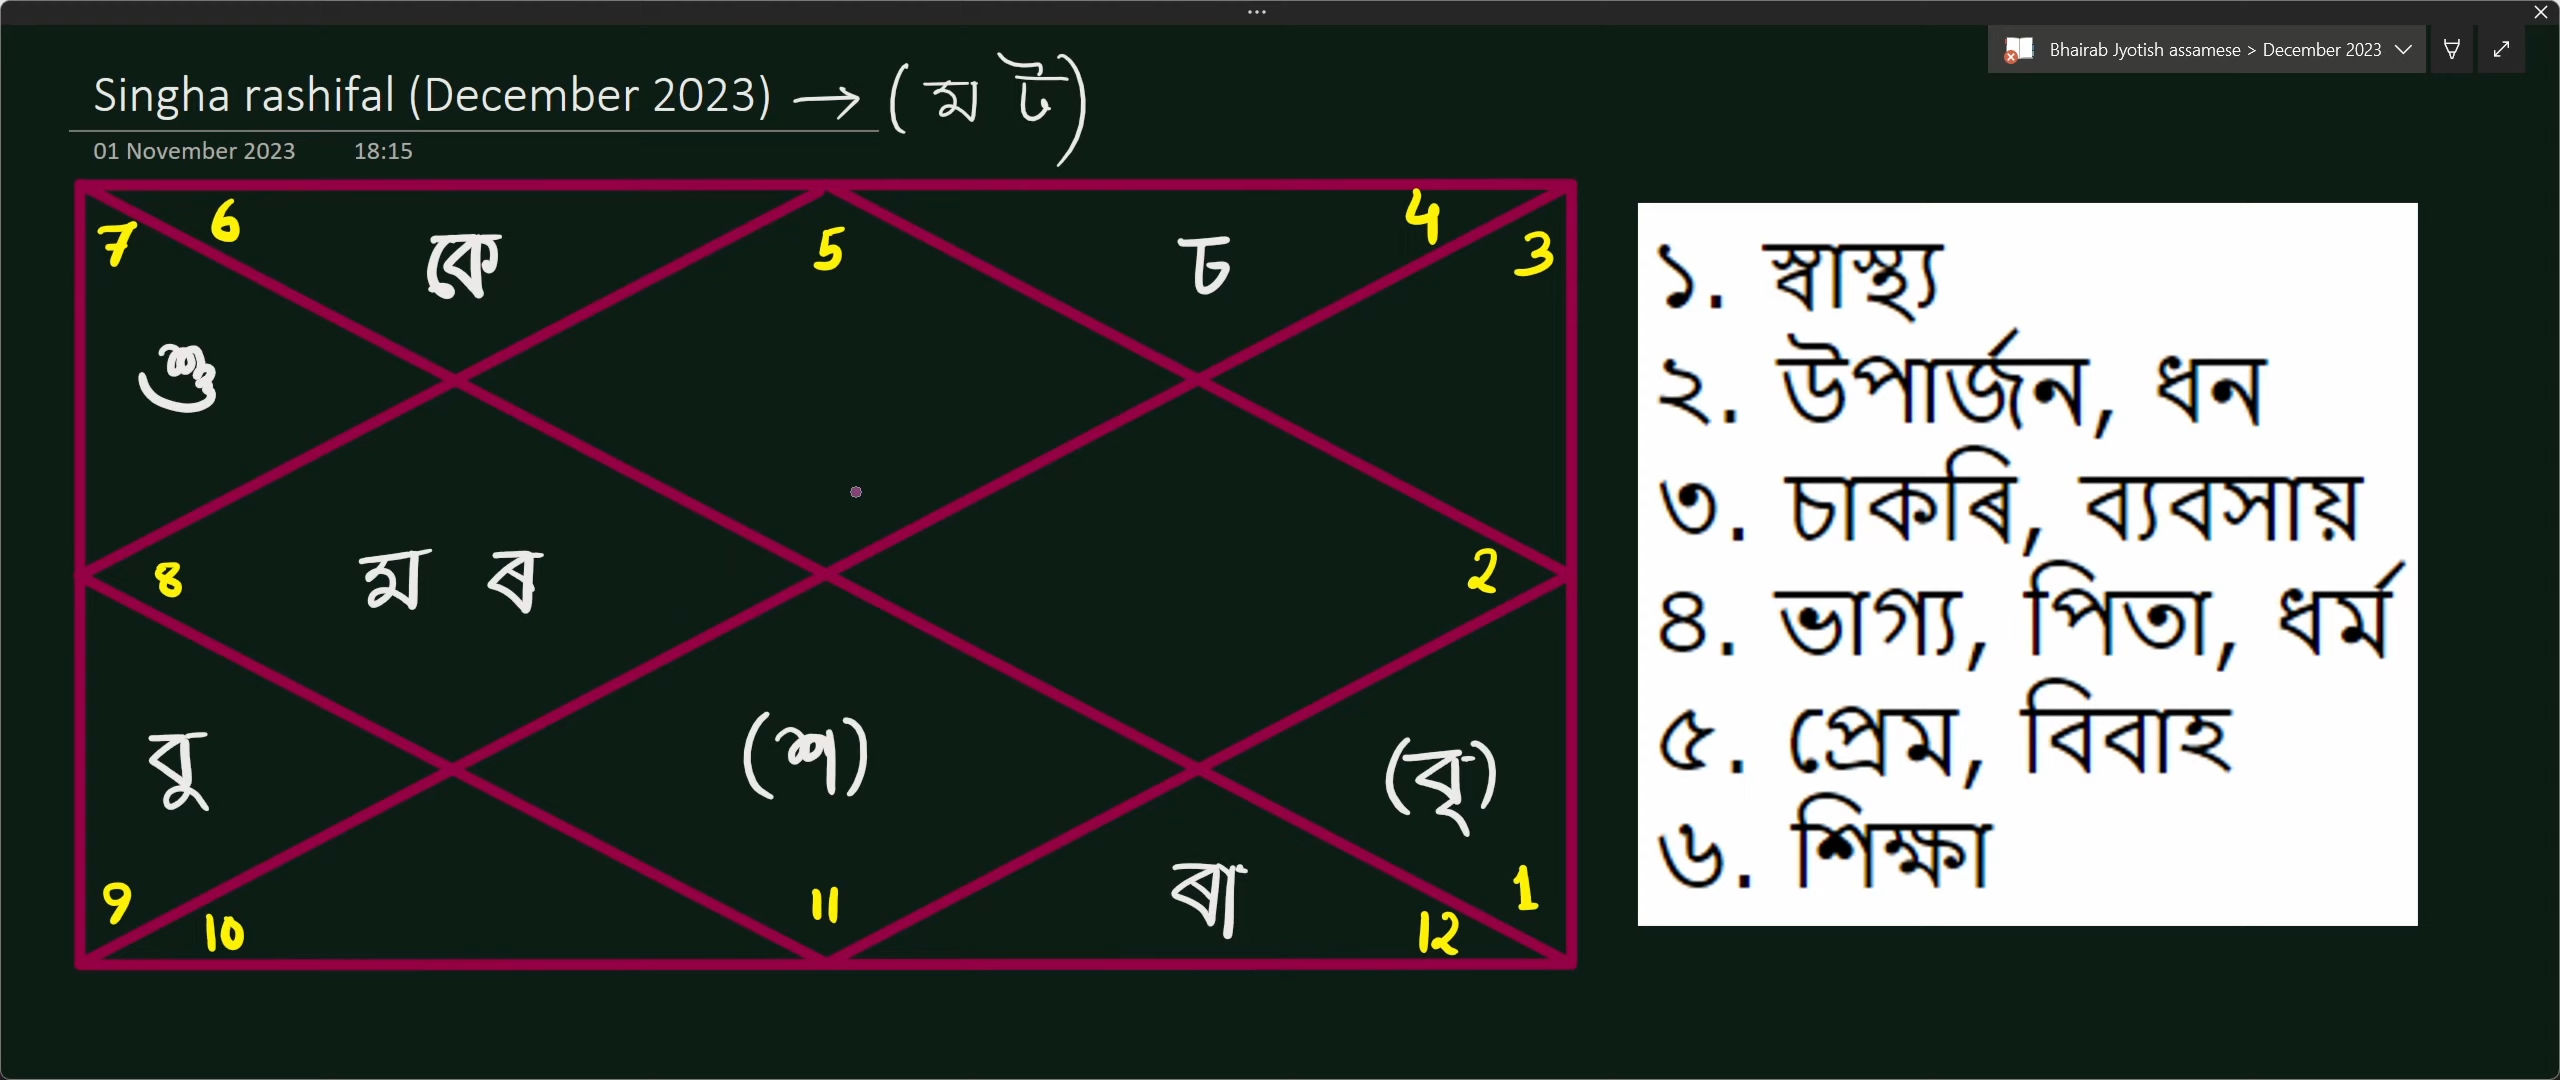 Bhairab Jyotish assamese > December 2023
Singha rashifal (December 2023) → (ম ট)
01 November 2023 18:15
7 6 কে 5 চ 4 3
শু
8 ম ৰ 2
বু (শ) (বৃ)
9 10 11 ৰা 12 1
১. স্বাস্থ্য
২. উপাৰ্জন, ধন
৩. চাকৰি, ব্যবসায়
৪. ভাগ্য, পিতা, ধৰ্ম
৫. প্ৰেম, বিবাহ
৬. শিক্ষা